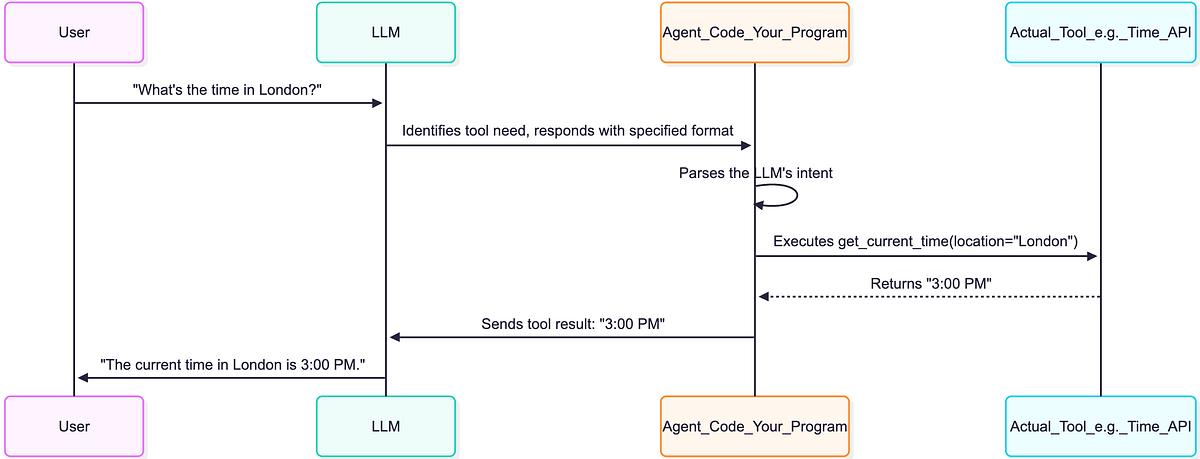 User
LLM
Agent_Code_Your_Program
Actual_Tool_e.g._Time_API
"What's the time in London?"
Identifies tool need, responds with specified format
Parses the LLM's intent
Executes get_current_time(location="London")
Returns "3:00 PM"
Sends tool result: "3:00 PM"
"The current time in London is 3:00 PM."
User
LLM
Agent_Code_Your_Program
Actual_Tool_e.g._Time_API